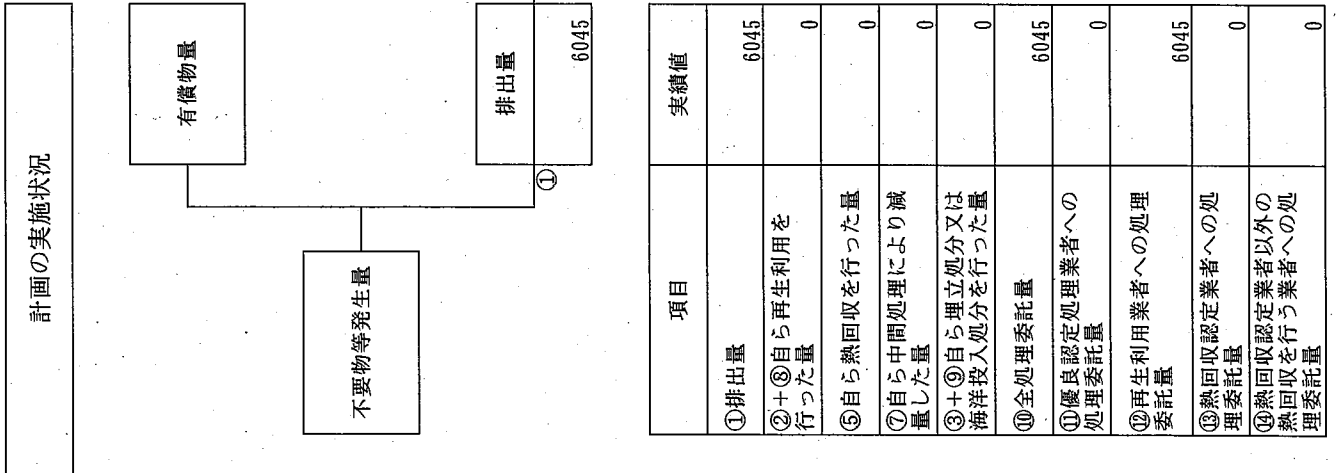 計画の実施状況
有償物量
不要物等発生量
排出量
①
6045
項目
実績値
①排出量
6045
②+⑧自ら再生利用を
行った量
0
⑤自ら熱回収を行った量
0
⑦自ら中間処理により減
量した量
0
③+⑨自ら埋立処分又は
海洋投入処分を行った量
0
⑩全処理委託量
6045
⑪優良認定処理業者への
処理委託量
0
⑫再生利用業者への処理
委託量
6045
⑬熱回収認定業者への処
理委託量
0
⑭熱回収認定業者以外の
熱回収を行う業者への処
理委託量
0